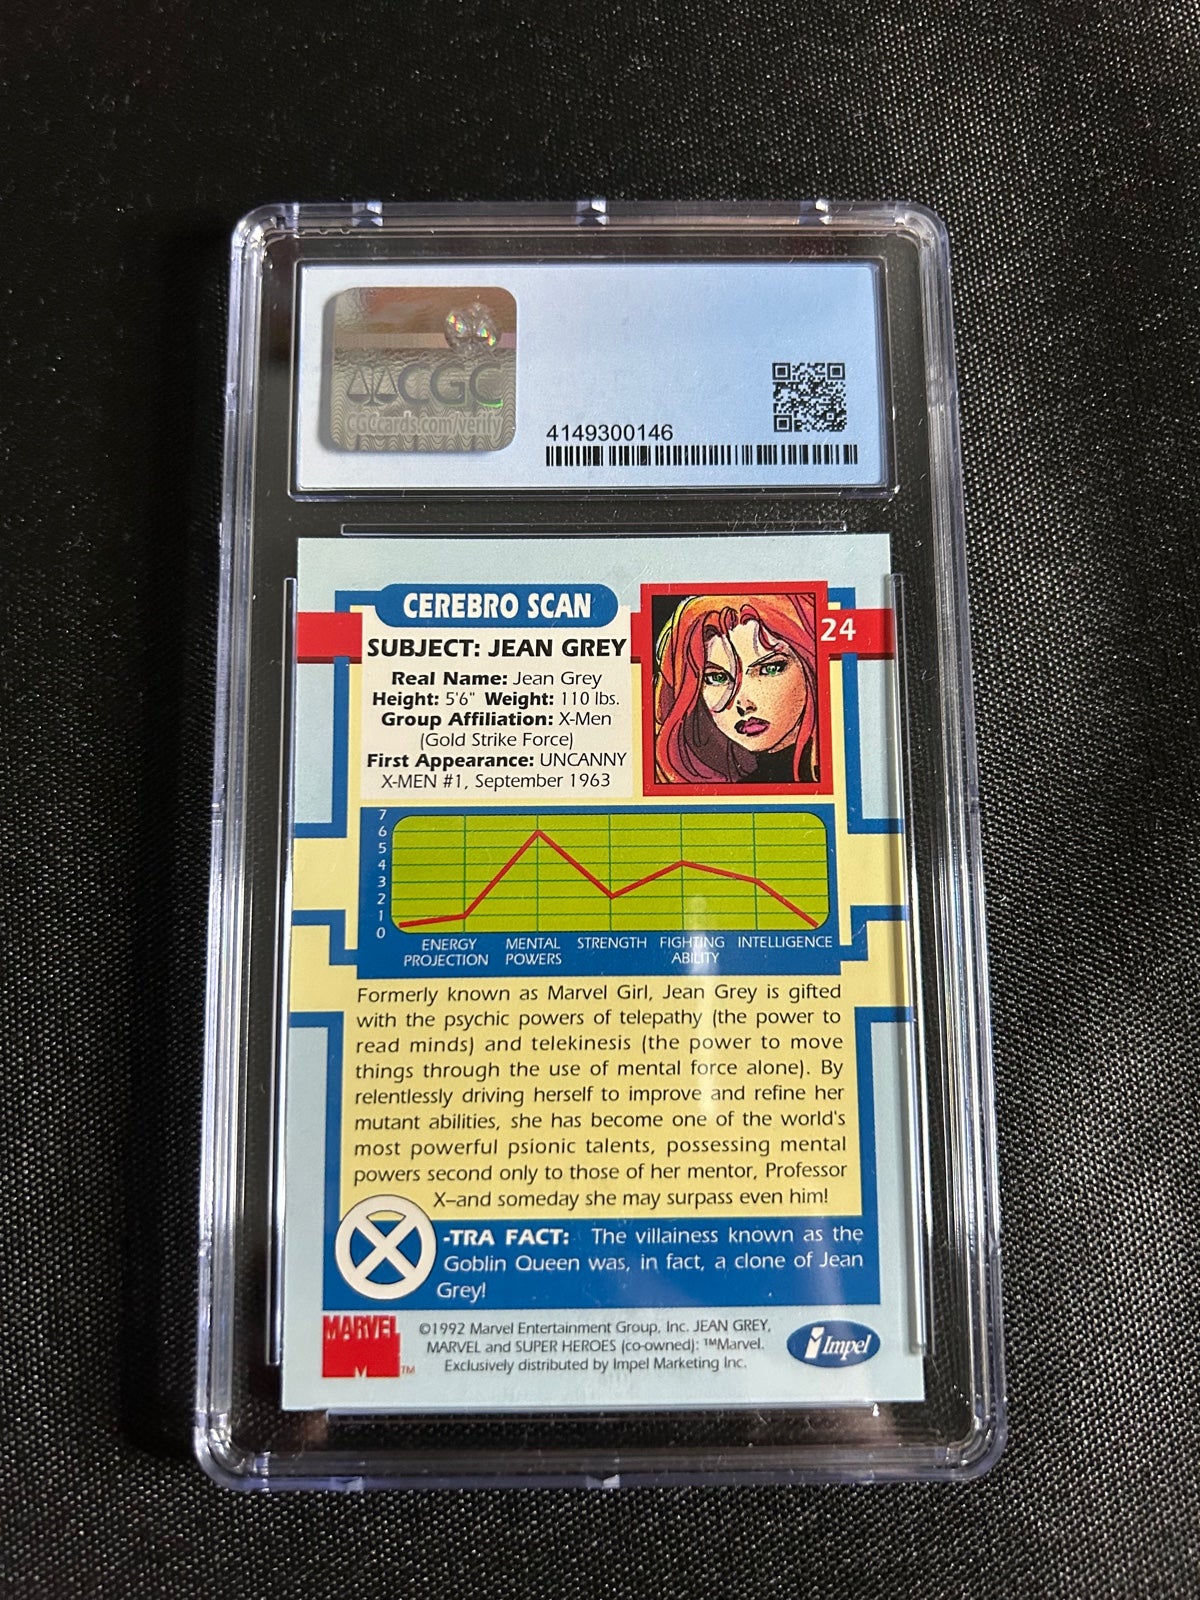 CGC
CGCcards.com/verify
4149300146
CEREBRO SCAN
24
SUBJECT: JEAN GREY
Real Name: Jean Grey
Height: 5'6" Weight: 110 lbs.
Group Affiliation: X-Men
(Gold Strike Force)
First Appearance: UNCANNY
X-MEN #1, September 1963
7
6
5
4
3
2
1
0
ENERGY PROJECTION
MENTAL POWERS
STRENGTH
FIGHTING ABILITY
INTELLIGENCE
Formerly known as Marvel Girl, Jean Grey is gifted
with the psychic powers of telepathy (the power to
read minds) and telekinesis (the power to move
things through the use of mental force alone). By
relentlessly driving herself to improve and refine her
mutant abilities, she has become one of the world's
most powerful psionic talents, possessing mental
powers second only to those of her mentor, Professor
X–and someday she may surpass even him!
X-TRA FACT: The villainess known as the
Goblin Queen was, in fact, a clone of Jean
Grey!
MARVEL
M
TM
©1992 Marvel Entertainment Group, Inc. JEAN GREY,
MARVEL and SUPER HEROES (co-owned): ™Marvel.
Exclusively distributed by Impel Marketing Inc.
Impel